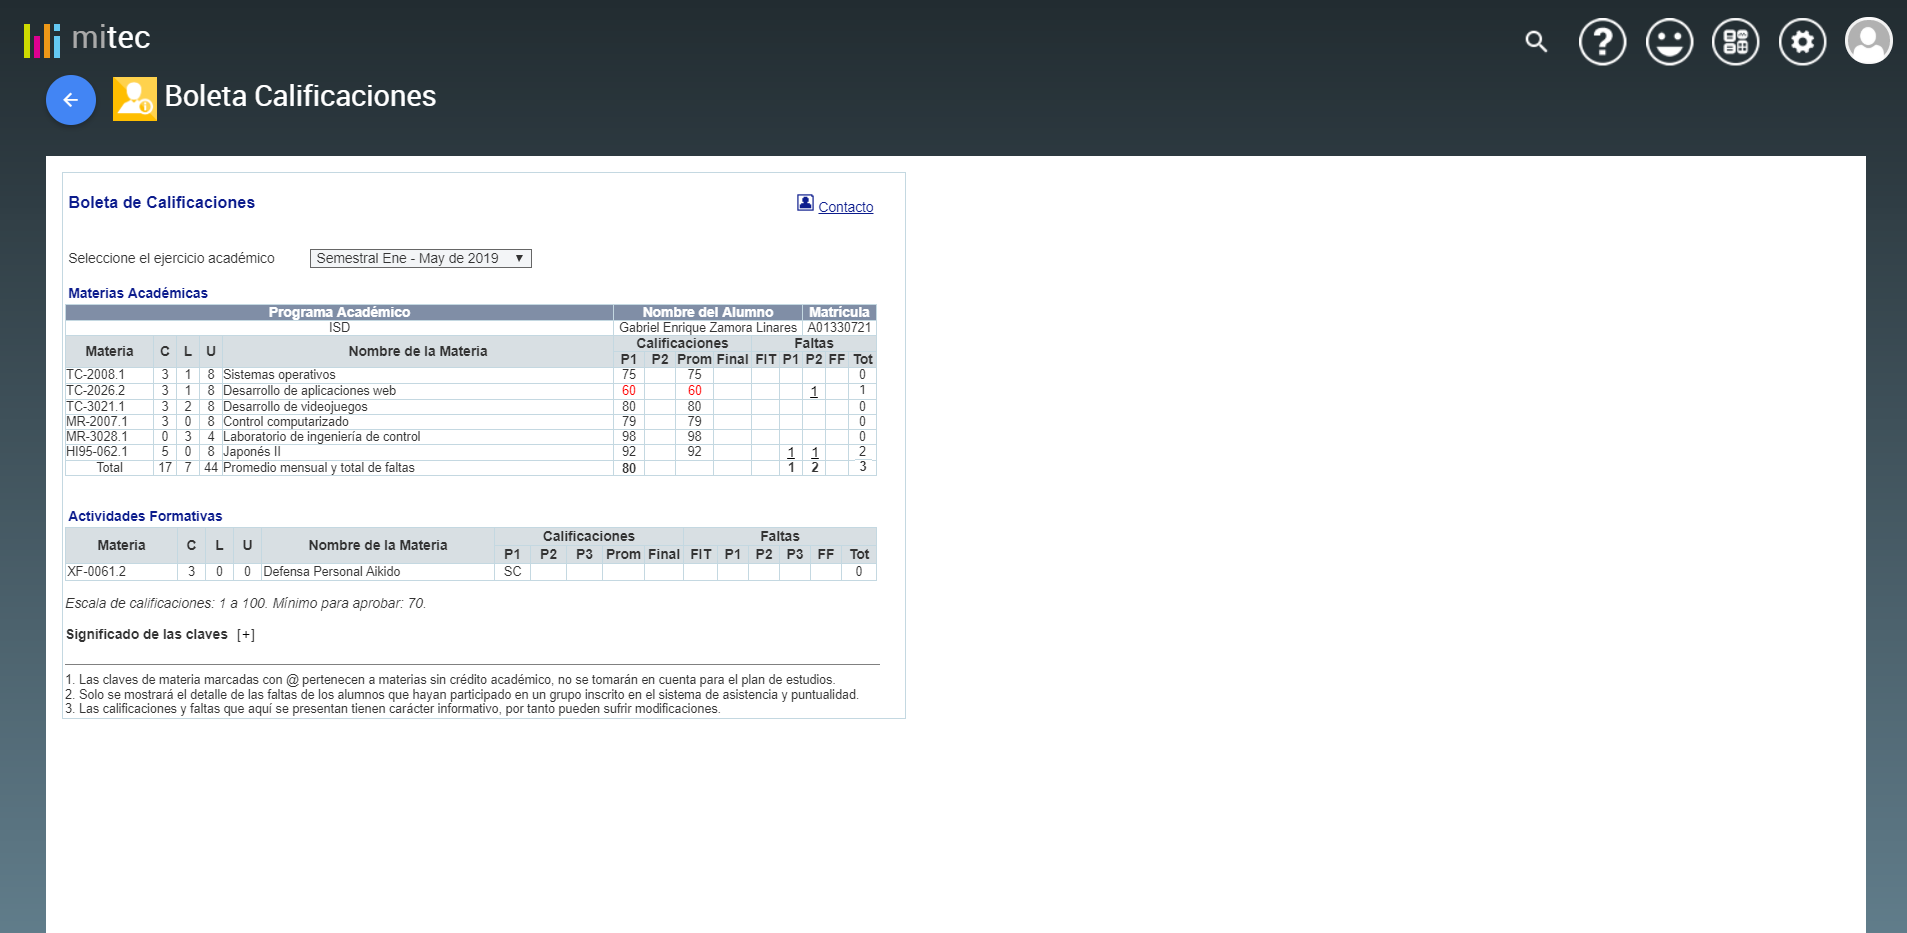 mitec
Boleta Calificaciones
Boleta de Calificaciones
Contacto
Seleccione el ejercicio académico Semestral Ene - May de 2019 ▼
Materias Académicas
Programa Académico Nombre del Alumno Matrícula
ISD Gabriel Enrique Zamora Linares A01330721
Materia C L U Nombre de la Materia Calificaciones Faltas
P1 P2 Prom Final FIT P1 P2 FF Tot
TC-2008.1 3 1 8 Sistemas operativos 75 75 0
TC-2026.2 3 1 8 Desarrollo de aplicaciones web 60 60 1 1
TC-3021.1 3 2 8 Desarrollo de videojuegos 80 80 0
MR-2007.1 3 0 8 Control computarizado 79 79 0
MR-3028.1 0 3 4 Laboratorio de ingeniería de control 98 98 0
HI95-062.1 5 0 8 Japonés II 92 92 1 1 2
Total 17 7 44 Promedio mensual y total de faltas 80 1 2 3
Actividades Formativas
Materia C L U Nombre de la Materia Calificaciones Faltas
P1 P2 P3 Prom Final FIT P1 P2 P3 FF Tot
XF-0061.2 3 0 0 Defensa Personal Aikido SC 0
Escala de calificaciones: 1 a 100. Mínimo para aprobar: 70.
Significado de las claves [+]
1. Las claves de materia marcadas con @ pertenecen a materias sin crédito académico, no se tomarán en cuenta para el plan de estudios.
2. Solo se mostrará el detalle de las faltas de los alumnos que hayan participado en un grupo inscrito en el sistema de asistencia y puntualidad.
3. Las calificaciones y faltas que aquí se presentan tienen carácter informativo, por tanto pueden sufrir modificaciones.